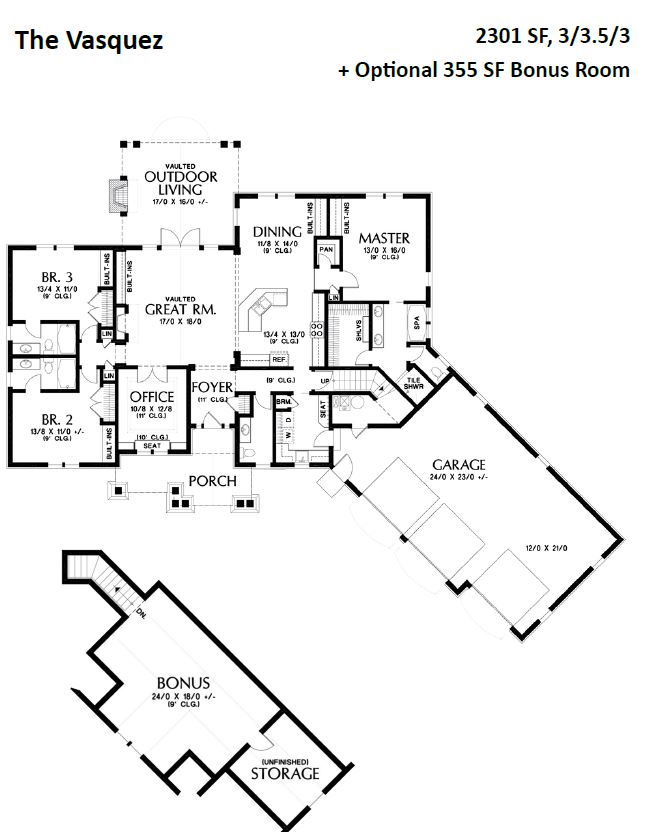 The Vasquez
2301 SF, 3/3.5/3
+ Optional 355 SF Bonus Room
VAULTED
OUTDOOR
LIVING
17/0 X 16/0 +/-
DINING
11/8 X 14/0
(9' CLG.)
BUILT-INS
BUILT-INS
MASTER
13/0 X 16/0
(9' CLG.)
PAN
LIN
BR. 3
13/4 X 11/0
(9' CLG.)
BUILT-INS
BUILT-INS
VAULTED
GREAT RM.
17/0 X 18/0
13/4 X 13/0
(9' CLG.)
REF
SHLVS
SPA
LIN
LIN
TILE
SHWR
BR. 2
13/8 X 11/0 +/-
(9' CLG.)
BUILT-INS
OFFICE
10/8 X 12/8
(11' CLG.)
(10' CLG.)
SEAT
FOYER
(11' CLG.)
(9' CLG.)
UP
BRM.
W
D
SEAT
PORCH
GARAGE
24/0 X 23/0 +/-
12/0 X 21/0
DN.
BONUS
24/0 X 18/0 +/-
(9' CLG.)
(UNFINISHED)
STORAGE